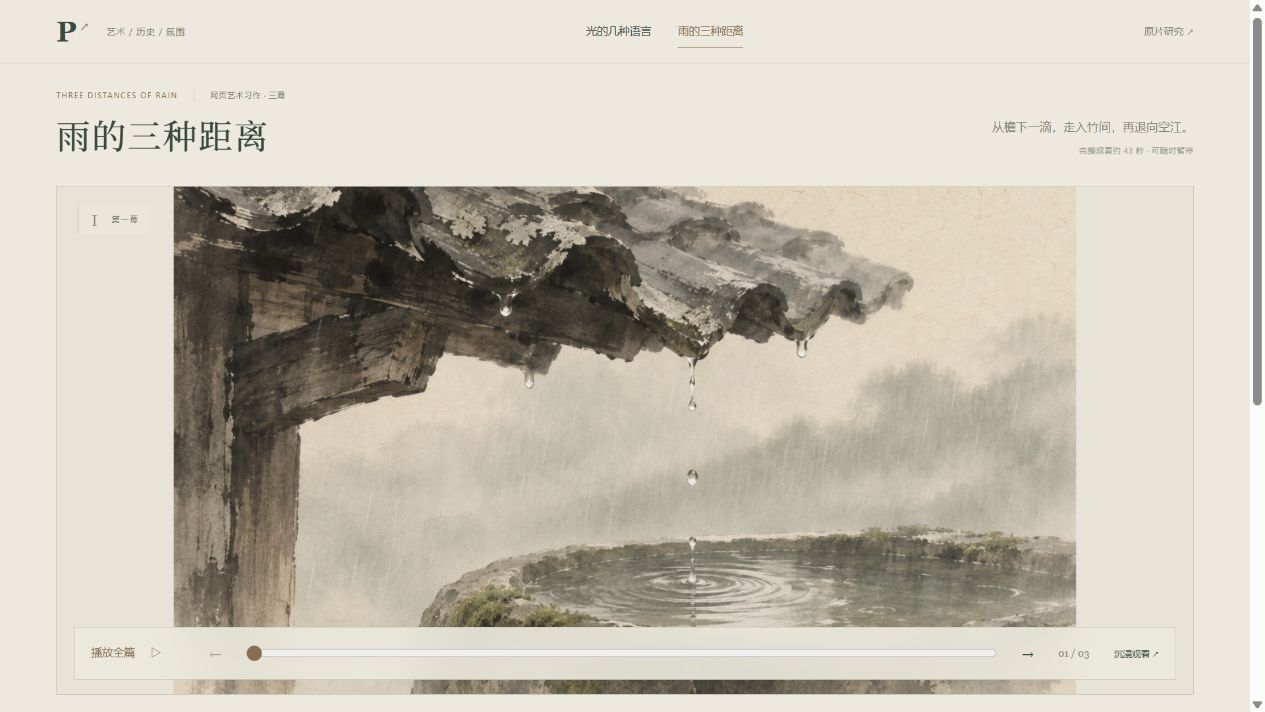 P↗ 艺术 / 历史 / 氛围 光的几种语言 雨的三种距离 原片研究 ↗
THREE DISTANCES OF RAIN 网页艺术习作 · 三幕
雨的三种距离
从檐下一滴，走入竹间，再退向空江。
完整观看约 43 秒 · 可随时暂停
I 第一幕
播放全篇 ▷ ← → 01 / 03 沉浸观看 ↗